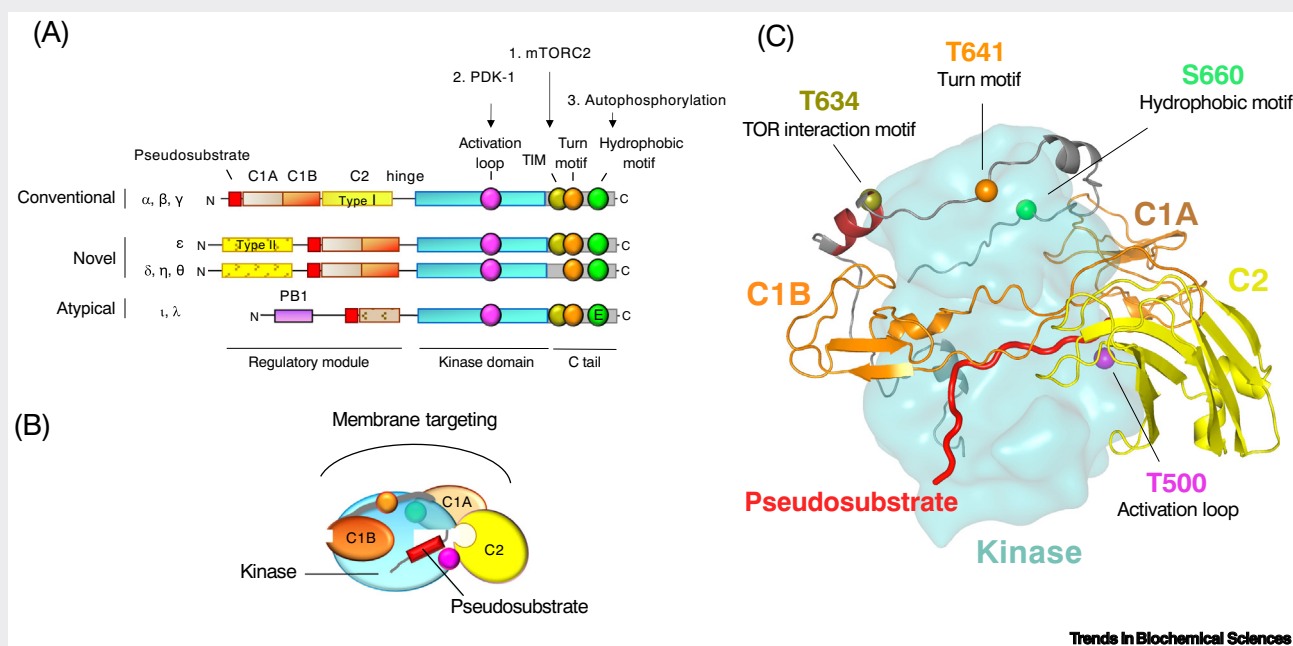 (A)
1. mTORC2
2. PDK-1
3. Autophosphorylation
Activation
loop
TIM
Turn
motif
Hydrophobic
motif
Pseudosubstrate
C1A
C1B
C2
hinge
Conventional
α, β, γ
N
Type I
C
Novel
ε
N
Type II
C
δ, η, θ
N
C
PB1
Atypical
ι, λ
N
E
C
Regulatory module
Kinase domain
C tail
(B)
Membrane targeting
C1A
C1B
C2
Kinase
Pseudosubstrate
(C)
T641
Turn motif
S660
Hydrophobic motif
T634
TOR interaction motif
C1A
C1B
C2
Pseudosubstrate
T500
Activation loop
Kinase
Trends in Biochemical Sciences